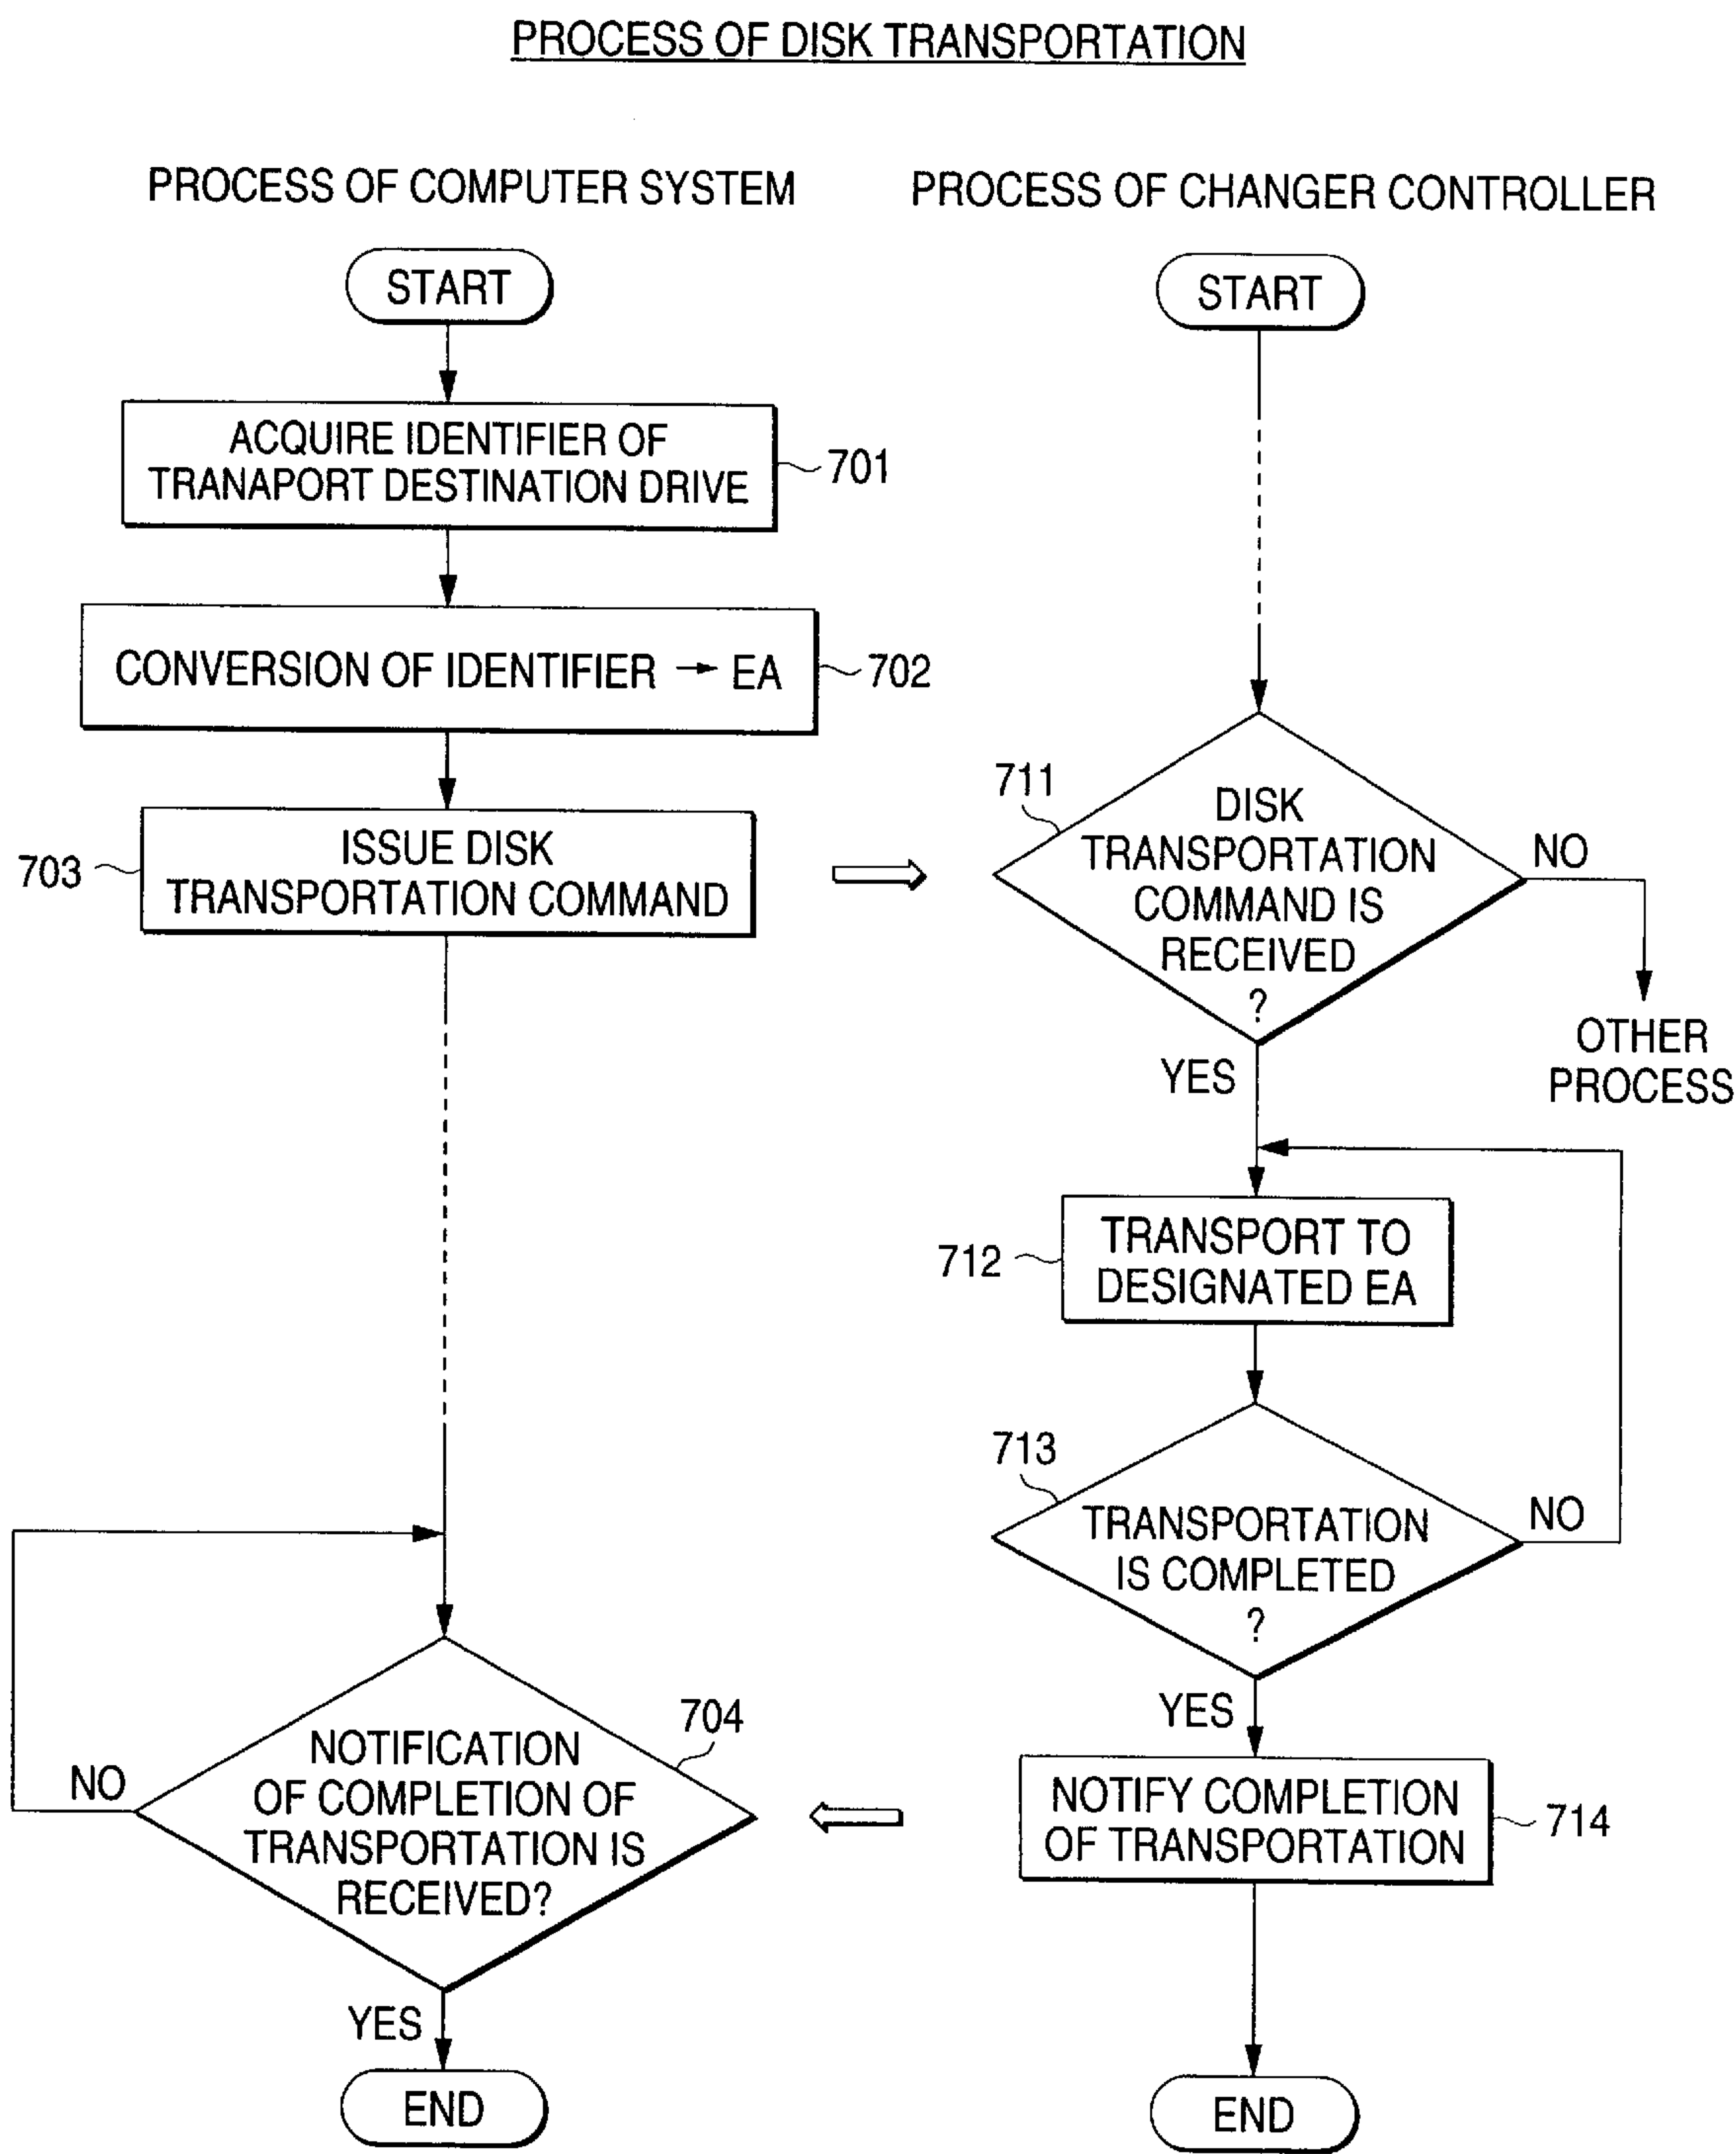 PROCESS OF DISK TRANSPORTATION
PROCESS OF COMPUTER SYSTEM
START
ACQUIRE IDENTIFIER OF
TRANAPORT DESTINATION DRIVE
701
CONVERSION OF IDENTIFIER → EA
702
703
ISSUE DISK
TRANSPORTATION COMMAND
704
NOTIFICATION
OF COMPLETION OF
TRANSPORTATION IS
RECEIVED?
NO
YES
END
PROCESS OF CHANGER CONTROLLER
START
711
DISK
TRANSPORTATION
COMMAND IS
RECEIVED
?
NO
OTHER
PROCESS
YES
712
TRANSPORT TO
DESIGNATED EA
713
TRANSPORTATION
IS COMPLETED
?
NO
YES
NOTIFY COMPLETION
OF TRANSPORTATION
714
END